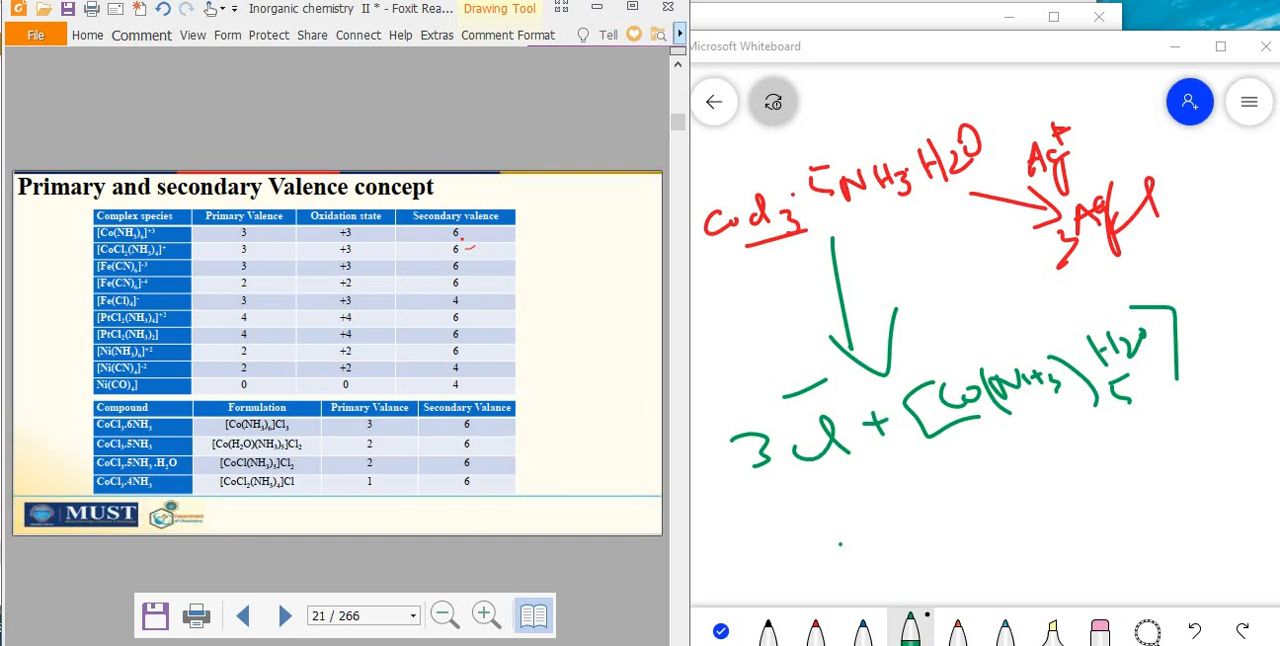 Inorganic chemistry II * - Foxit Rea...
Drawing Tool
File Home Comment View Form Protect Share Connect Help Extras Comment Format Tell
Primary and secondary Valence concept
Complex species Primary Valence Oxidation state Secondary valence
[Co(NH3)6]+3 3 +3 6
[CoCl2(NH3)4]+ 3 +3 6
[Fe(CN)6]-3 3 +3 6
[Fe(CN)6]-4 2 +2 6
[Fe(Cl)4]- 3 +3 4
[PtCl2(NH3)4]+2 4 +4 6
[PtCl2(NH3)2] 4 +4 6
[Ni(NH3)6]+2 2 +2 6
[Ni(CN)4]-2 2 +2 4
Ni(CO)4] 0 0 4
Compound Formulation Primary Valance Secondary Valance
CoCl3.6NH3 [Co(NH3)6]Cl3 3 6
CoCl3.5NH3 [Co(H2O)(NH3)5]Cl2 2 6
CoCl3.5NH3.H2O [CoCl(NH3)5]Cl2 2 6
CoCl3.4NH3 [CoCl2(NH3)4]Cl 1 6
MUST
21 / 266
Microsoft Whiteboard
CoCl3.5NH3.H2O
Ag+
3AgCl
3Cl- + [Co(NH3)5 H2O]